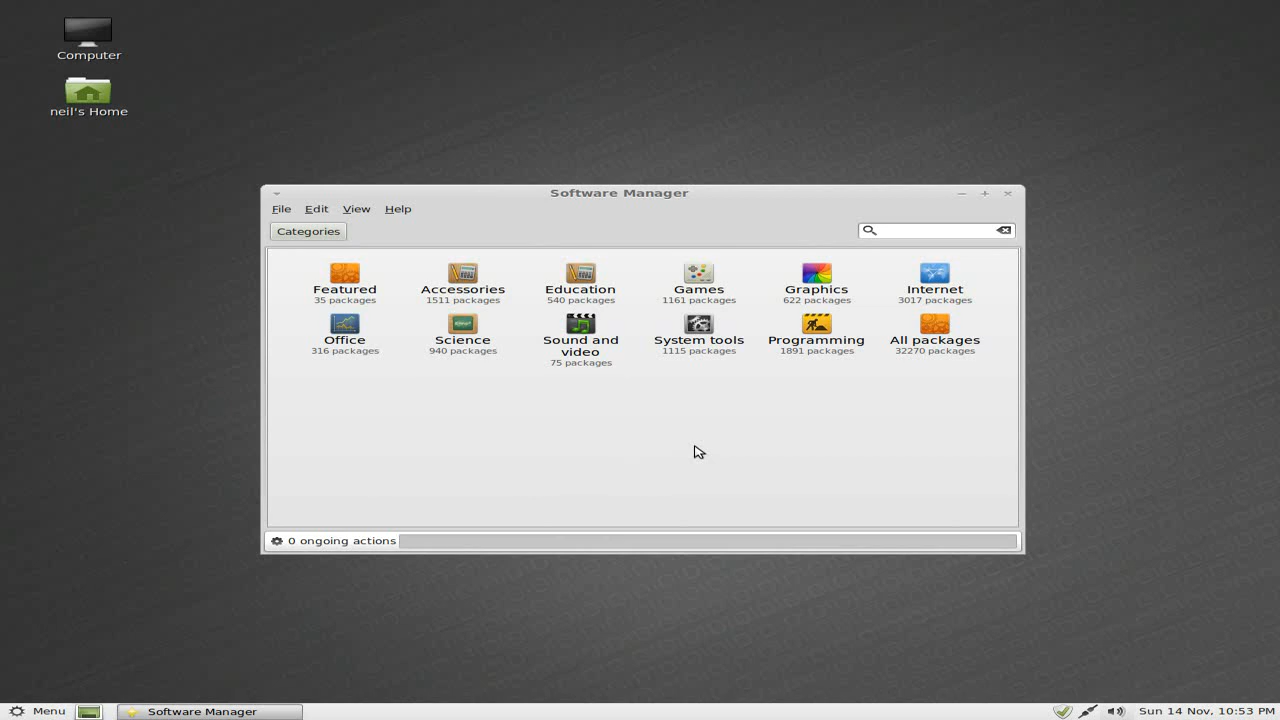 Computer
neil's Home
Software Manager
File Edit View Help
Categories
Featured
35 packages
Accessories
1511 packages
Education
540 packages
Games
1161 packages
Graphics
622 packages
Internet
3017 packages
Office
316 packages
Science
940 packages
Sound and
video
75 packages
System tools
1115 packages
Programming
1891 packages
All packages
32270 packages
0 ongoing actions
Menu Software Manager Sun 14 Nov, 10:53 PM